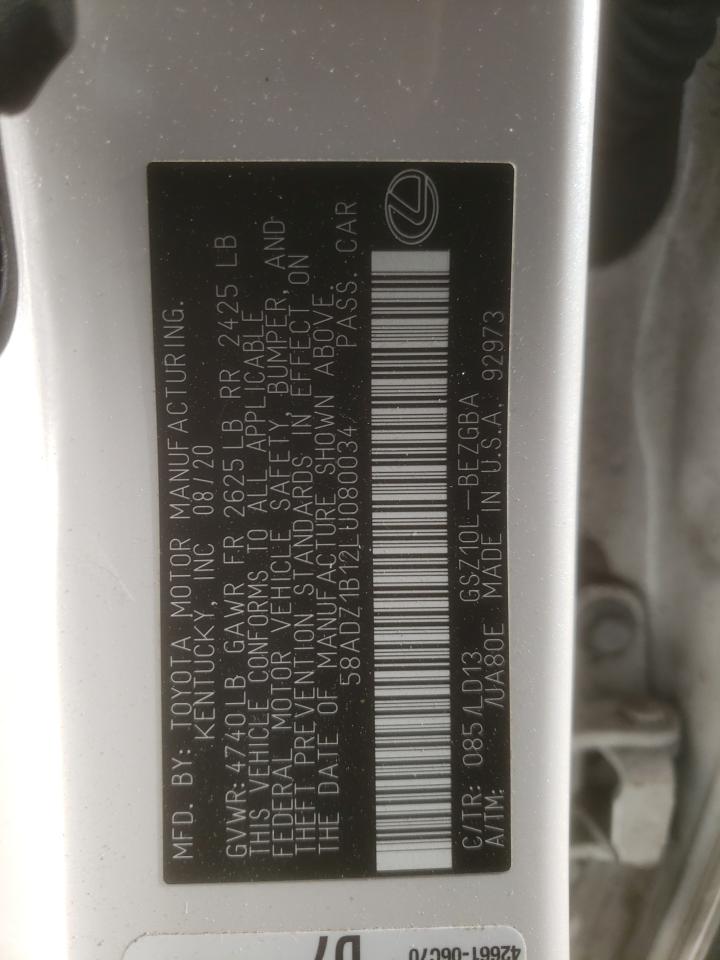 MFD. BY: TOYOTA MOTOR MANUFACTURING.
KENTUCKY, INC 08/20
GVWR: 4740LB GAWR FR 2625LB RR 2425 LB
THIS VEHICLE CONFORMS TO ALL APPLICABLE
FEDERAL MOTOR VEHICLE SAFETY, BUMPER, AND
THEFT PREVENTION STANDARDS IN EFFECT ON
THE DATE OF MANUFACTURE SHOWN ABOVE.
58ADZ1B12LU080034 PASS. CAR
C/TR: 085/LD13 GSZ10L-BEZGBA
A/TM: /UA80E MADE IN U.S.A. 92973
42661-06C70